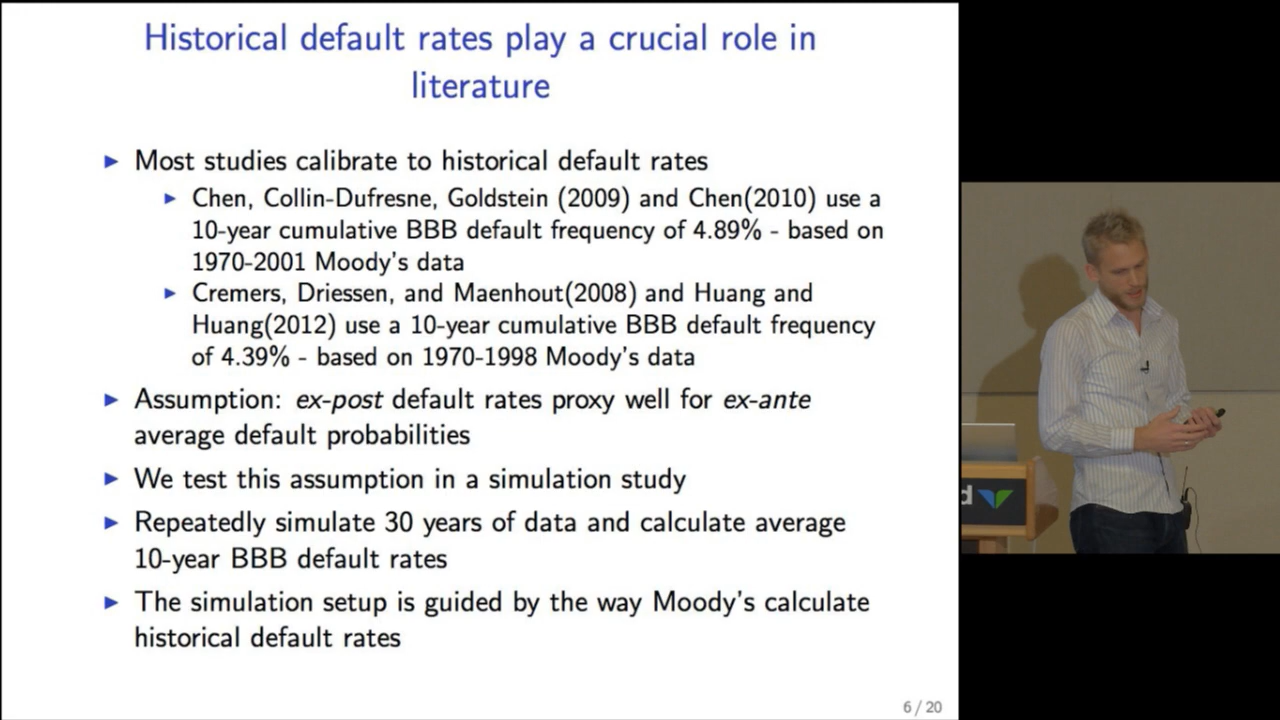 Historical default rates play a crucial role in
literature
► Most studies calibrate to historical default rates
► Chen, Collin-Dufresne, Goldstein (2009) and Chen(2010) use a
10-year cumulative BBB default frequency of 4.89% - based on
1970-2001 Moody's data
► Cremers, Driessen, and Maenhout(2008) and Huang and
Huang(2012) use a 10-year cumulative BBB default frequency
of 4.39% - based on 1970-1998 Moody's data
► Assumption: ex-post default rates proxy well for ex-ante
average default probabilities
► We test this assumption in a simulation study
► Repeatedly simulate 30 years of data and calculate average
10-year BBB default rates
► The simulation setup is guided by the way Moody's calculate
historical default rates
6 / 20
d